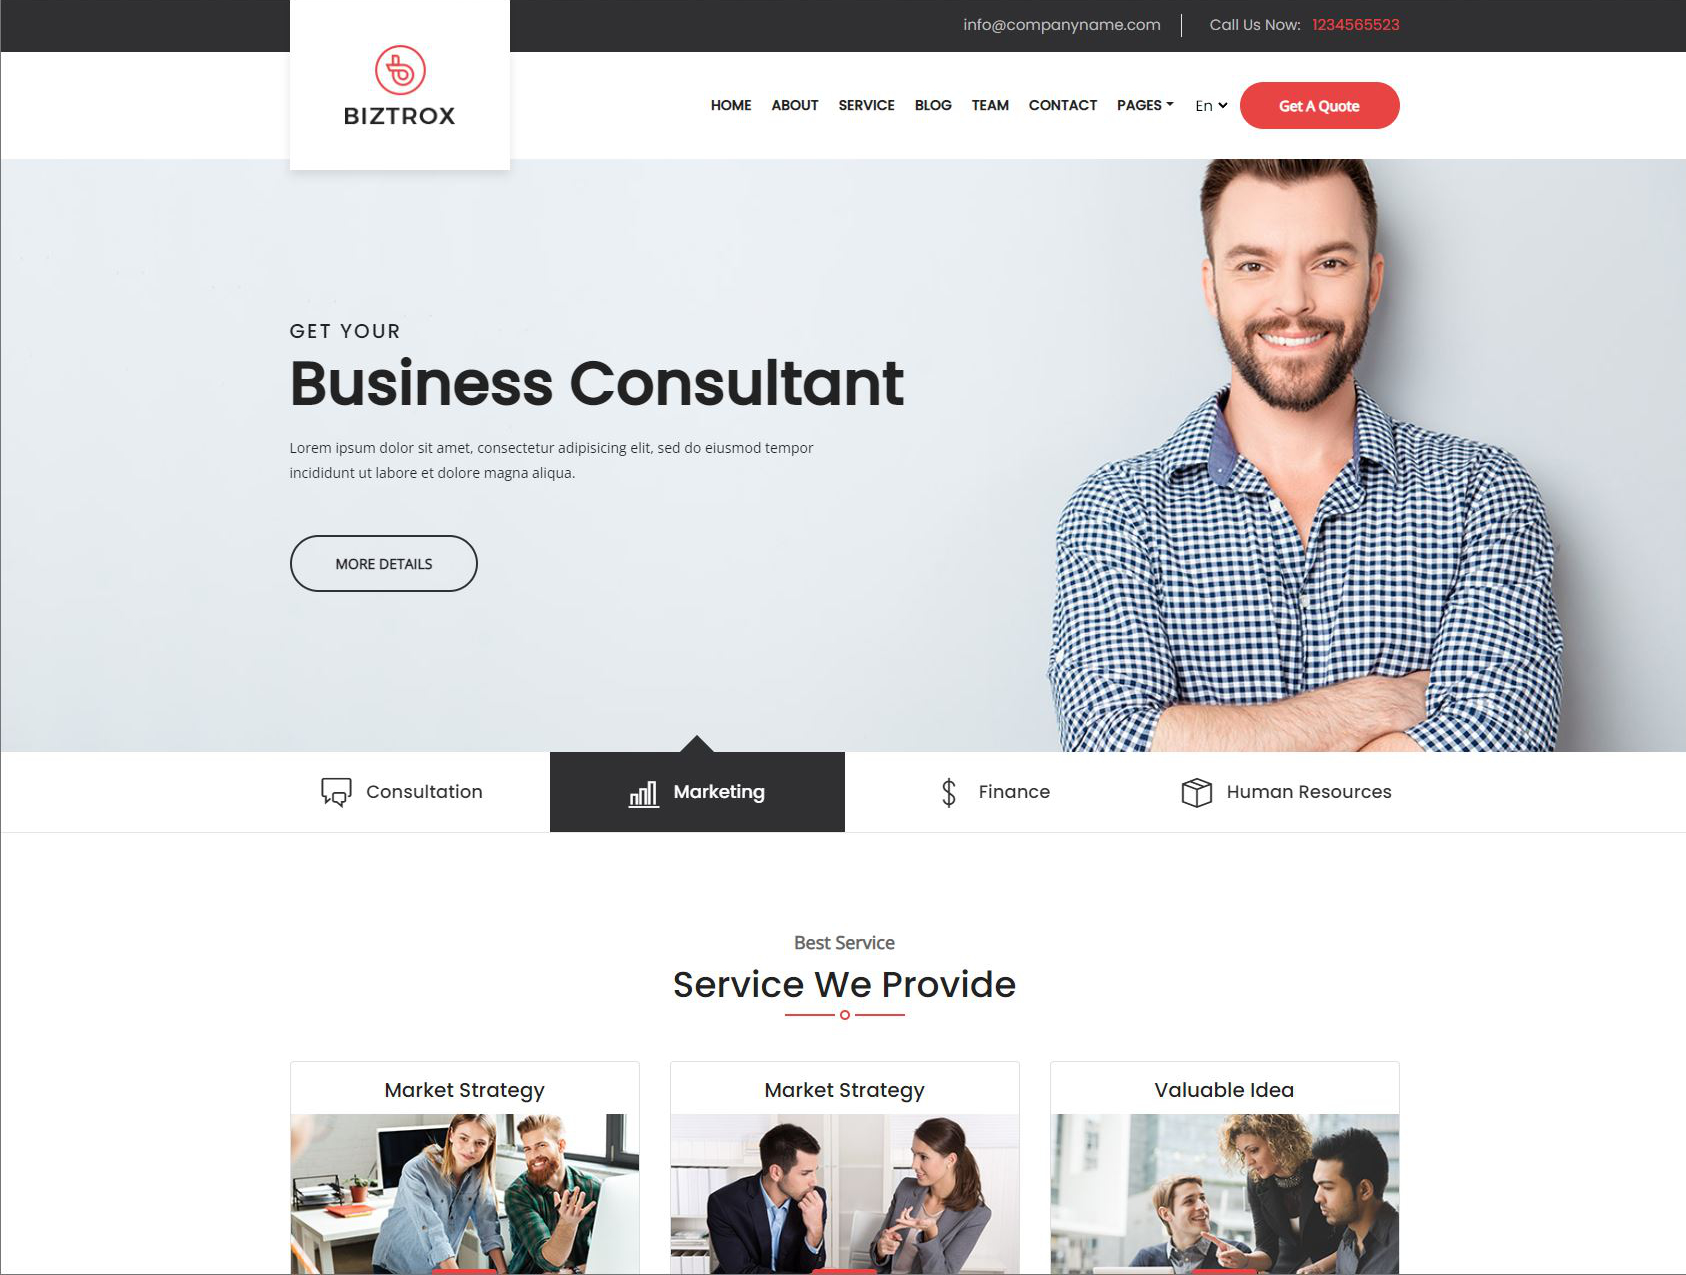 info@companyname.com
Call Us Now: 1234565523
BIZTROX
HOME ABOUT SERVICE BLOG TEAM CONTACT PAGES En Get A Quote
GET YOUR
Business Consultant
Lorem ipsum dolor sit amet, consectetur adipisicing elit, sed do eiusmod tempor
incididunt ut labore et dolore magna aliqua.
MORE DETAILS
Consultation Marketing Finance Human Resources
Best Service
Service We Provide
Market Strategy Market Strategy Valuable Idea